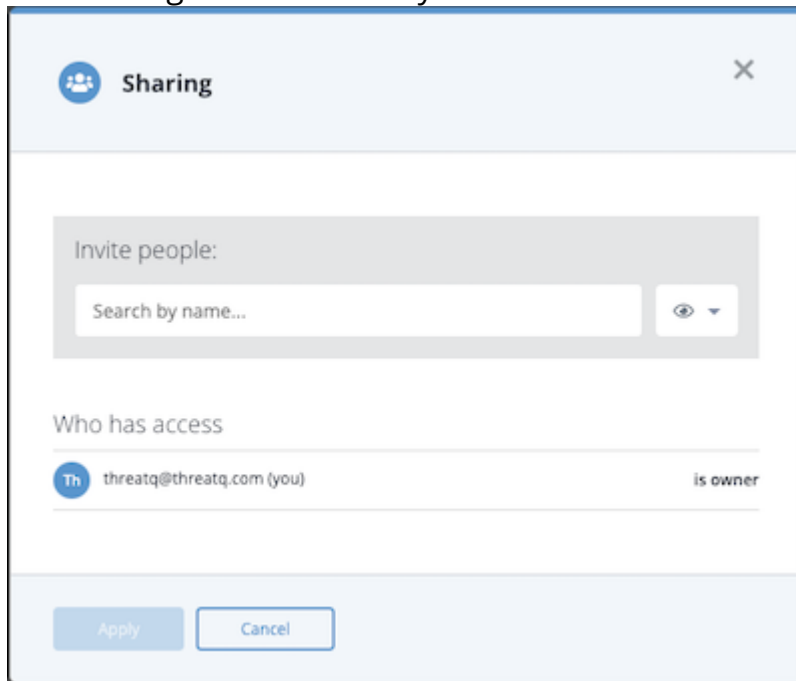 Sharing
Invite people:
Search by name...
Who has access
Th threatq@threatq.com (you) is owner
Apply Cancel